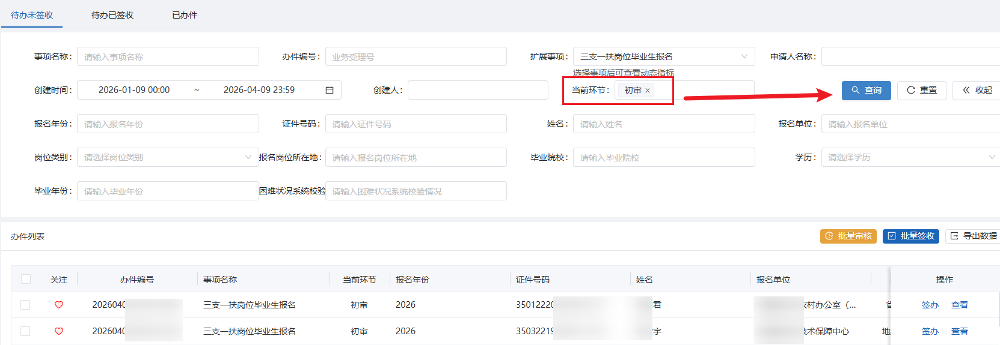 待办未签收 待办已签收 已办件
事项名称: 请输入事项名称 办件编号: 业务受理号 扩展事项: 三支一扶岗位毕业生报名 申请人名称:
选择事项后可查看动态指标
创建时间: 2026-01-09 00:00 ~ 2026-04-09 23:59 创建人: 当前环节: 初审 × 查询 重置 收起
报名年份: 请输入报名年份 证件号码: 请输入证件号码 姓名: 请输入姓名 报名单位: 请输入报名单位
岗位类别: 请选择岗位类别 报名岗位所在地: 请输入报名岗位所在地 毕业院校: 请输入毕业院校 学历: 请选择学历
毕业年份: 请输入毕业年份 困难状况系统校验 请输入困难状况系统校验情况
办件列表 批量审核 批量签收 导出数据
关注 办件编号 事项名称 当前环节 报名年份 证件号码 姓名 报名单位 操作
202604 三支一扶岗位毕业生报名 初审 2026 3501222 君 村办公室（... 签办 查看
202604 三支一扶岗位毕业生报名 初审 2026 3503221 宇 术保障中心 地 签办 查看